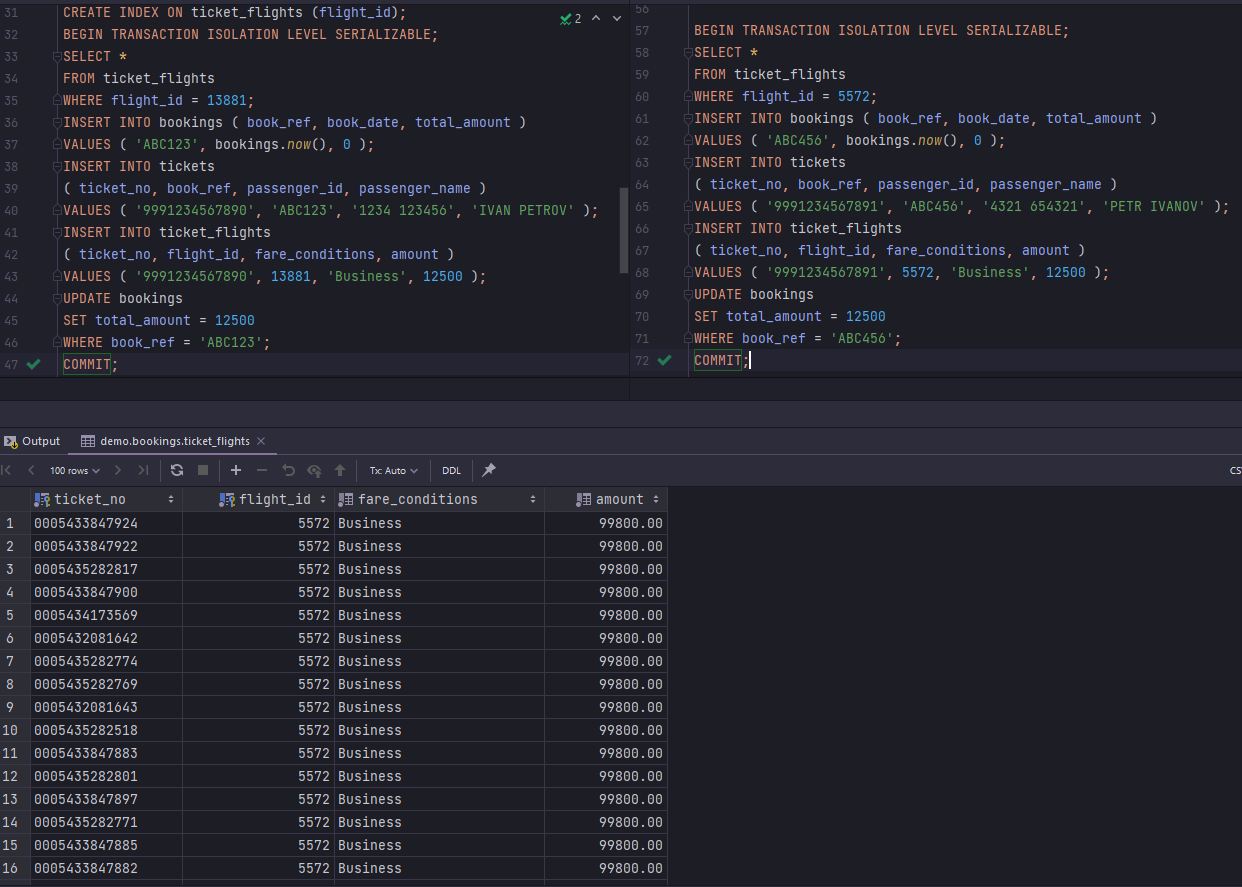 31 CREATE INDEX ON ticket_flights (flight_id);
32 BEGIN TRANSACTION ISOLATION LEVEL SERIALIZABLE;
33 SELECT *
34 FROM ticket_flights
35 WHERE flight_id = 13881;
36 INSERT INTO bookings ( book_ref, book_date, total_amount )
37 VALUES ( 'ABC123', bookings.now(), 0 );
38 INSERT INTO tickets
39 ( ticket_no, book_ref, passenger_id, passenger_name )
40 VALUES ( '9991234567890', 'ABC123', '1234 123456', 'IVAN PETROV' );
41 INSERT INTO ticket_flights
42 ( ticket_no, flight_id, fare_conditions, amount )
43 VALUES ( '9991234567890', 13881, 'Business', 12500 );
44 UPDATE bookings
45 SET total_amount = 12500
46 WHERE book_ref = 'ABC123';
47 COMMIT;
2
56
57 BEGIN TRANSACTION ISOLATION LEVEL SERIALIZABLE;
58 SELECT *
59 FROM ticket_flights
60 WHERE flight_id = 5572;
61 INSERT INTO bookings ( book_ref, book_date, total_amount )
62 VALUES ( 'ABC456', bookings.now(), 0 );
63 INSERT INTO tickets
64 ( ticket_no, book_ref, passenger_id, passenger_name )
65 VALUES ( '9991234567891', 'ABC456', '4321 654321', 'PETR IVANOV' );
66 INSERT INTO ticket_flights
67 ( ticket_no, flight_id, fare_conditions, amount )
68 VALUES ( '9991234567891', 5572, 'Business', 12500 );
69 UPDATE bookings
70 SET total_amount = 12500
71 WHERE book_ref = 'ABC456';
72 COMMIT;
Output demo.bookings.ticket_flights
100 rows Tx: Auto DDL CS
ticket_no flight_id fare_conditions amount
1 0005433847924 5572 Business 99800.00
2 0005433847922 5572 Business 99800.00
3 0005435282817 5572 Business 99800.00
4 0005433847900 5572 Business 99800.00
5 0005434173569 5572 Business 99800.00
6 0005432081642 5572 Business 99800.00
7 0005435282774 5572 Business 99800.00
8 0005435282769 5572 Business 99800.00
9 0005432081643 5572 Business 99800.00
10 0005435282518 5572 Business 99800.00
11 0005433847883 5572 Business 99800.00
12 0005435282801 5572 Business 99800.00
13 0005433847897 5572 Business 99800.00
14 0005435282771 5572 Business 99800.00
15 0005433847885 5572 Business 99800.00
16 0005433847882 5572 Business 99800.00